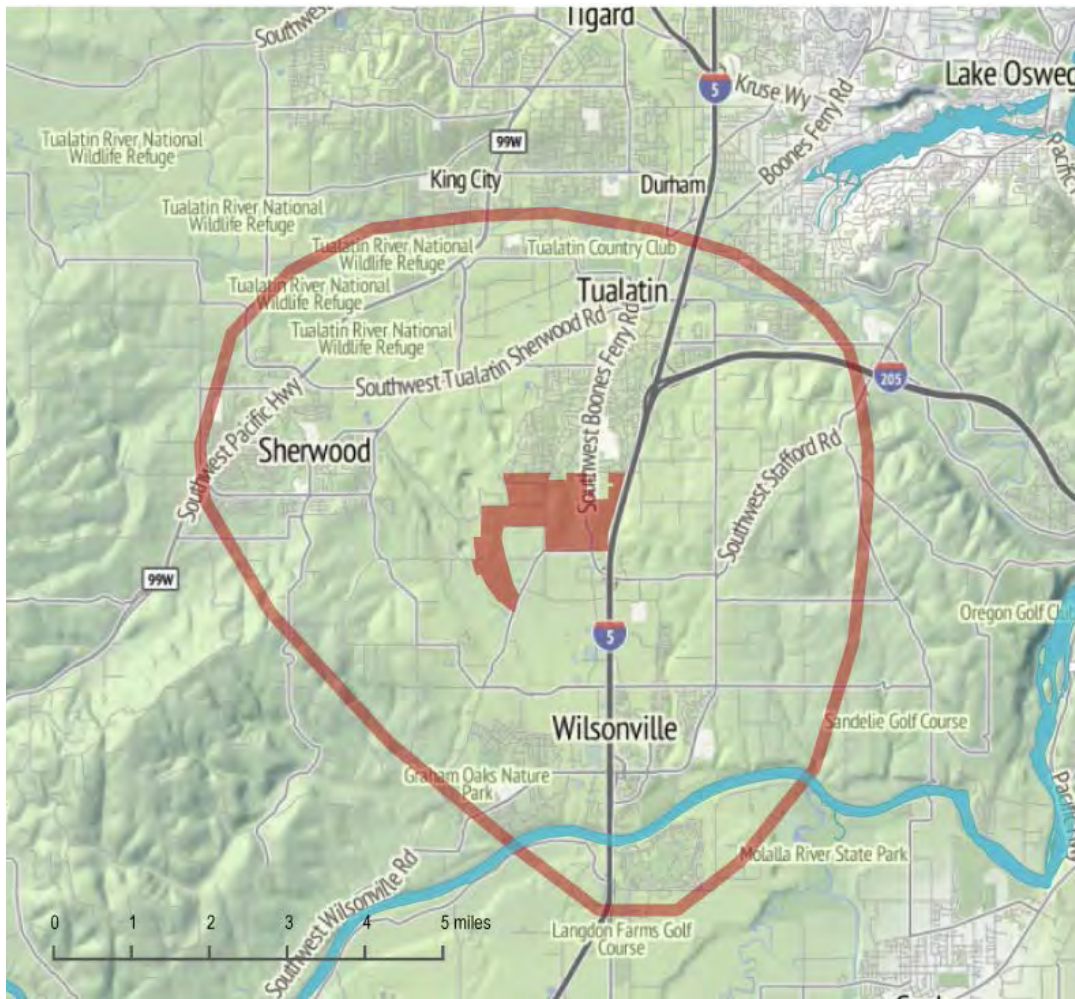 Southwest
Tigard
5
Kruse Wy
Lake Osweg
Boones Ferry Rd
Pacific
99W
Tualatin River National
Wildlife Refuge
King City
Durham
Tualatin River National
Wildlife Refuge
Tualatin River National
Wildlife Refuge
Tualatin Country Club
Tualatin River National
Wildlife Refuge
Tualatin
Tualatin River National
Wildlife Refuge
Southwest Tualatin Sherwood Rd
Southwest Boones Ferry Rd
205
Southwest Pacific Hwy
Sherwood
Southwest Stafford Rd
99W
Oregon Golf Club
5
Wilsonville
Sandelie Golf Course
Graham Oaks Nature
Park
Pacific Hwy
Molalla River State Park
Southwest Wilsonville Rd
0 1 2 3 4 5 miles
Langdon Farms Golf
Course